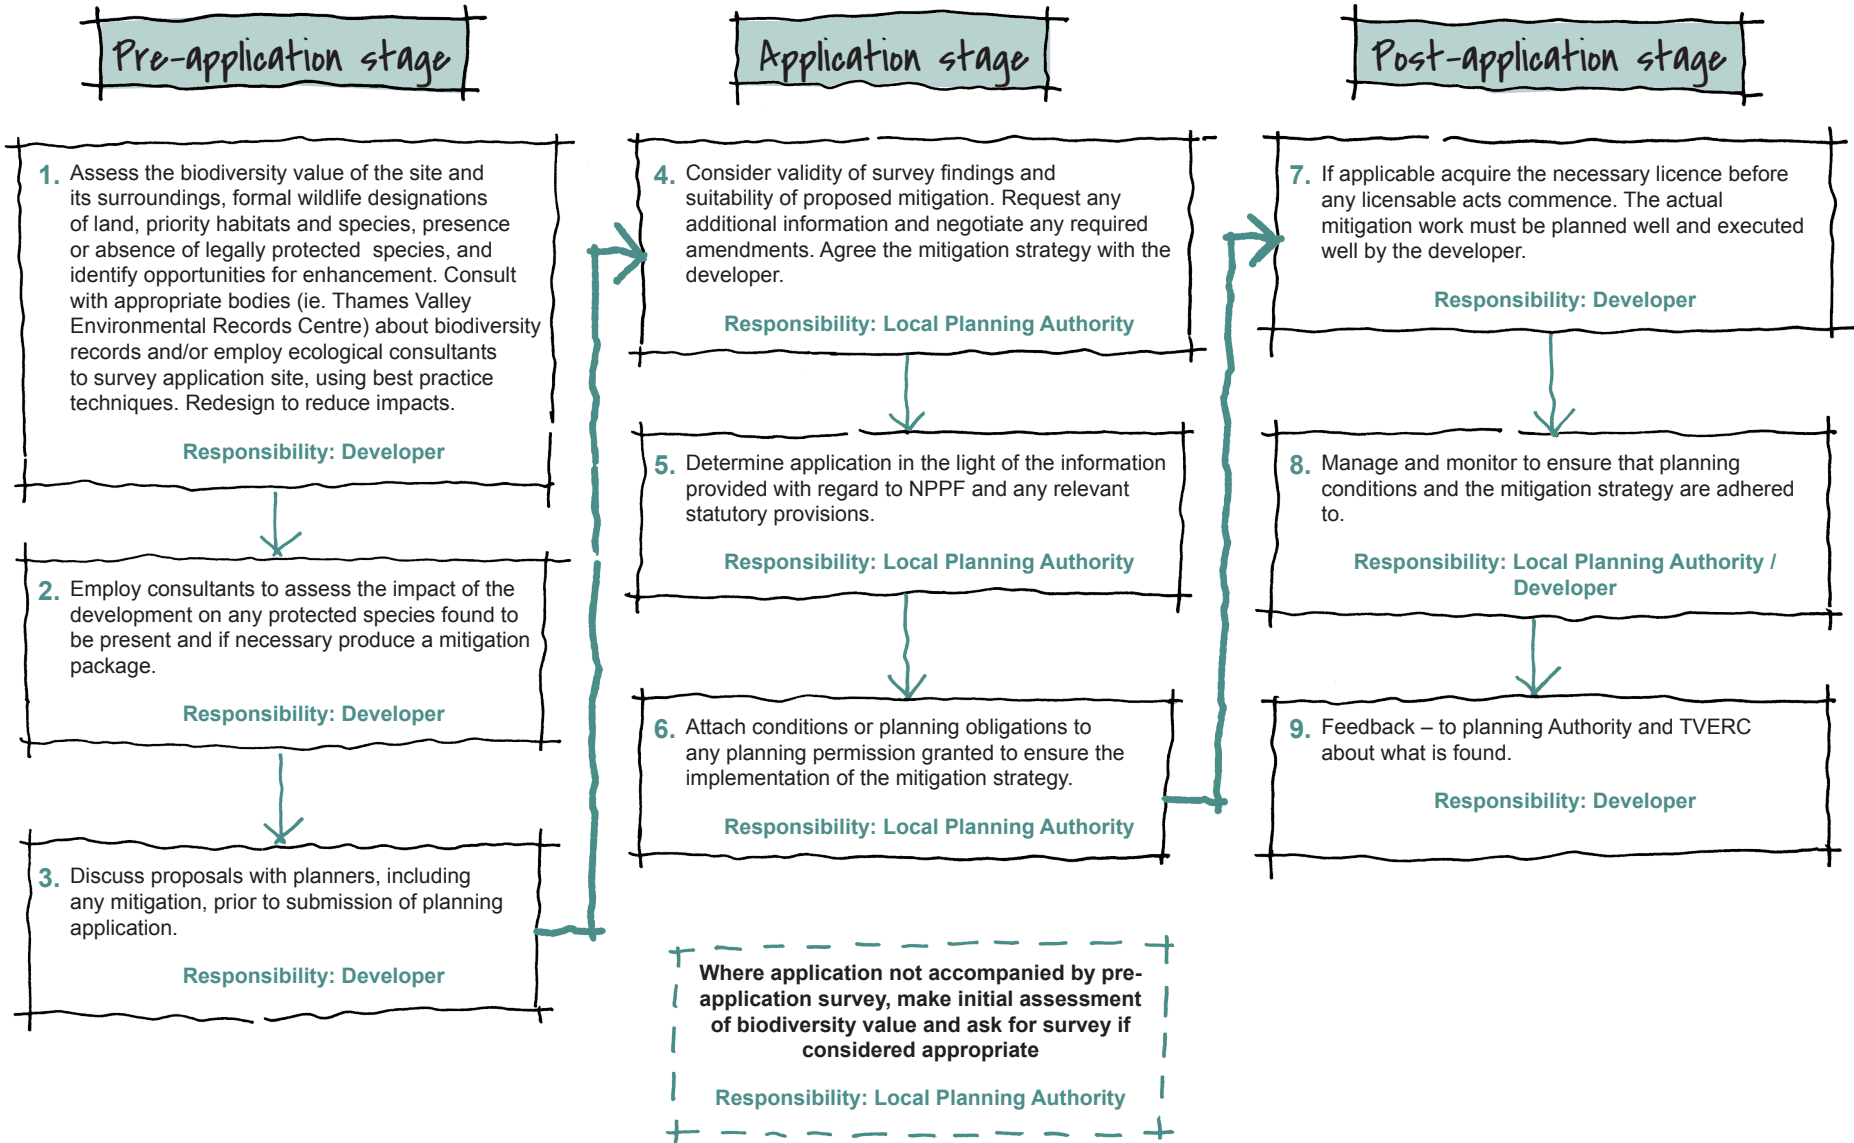 Pre-application stage
1. Assess the biodiversity value of the site and
its surroundings, formal wildlife designations
of land, priority habitats and species, presence
or absence of legally protected species, and
identify opportunities for enhancement. Consult
with appropriate bodies (ie. Thames Valley
Environmental Records Centre) about biodiversity
records and/or employ ecological consultants
to survey application site, using best practice
techniques. Redesign to reduce impacts.
Responsibility: Developer
2. Employ consultants to assess the impact of the
development on any protected species found to
be present and if necessary produce a mitigation
package.
Responsibility: Developer
3. Discuss proposals with planners, including
any mitigation, prior to submission of planning
application.
Responsibility: Developer
Application stage
4. Consider validity of survey findings and
suitability of proposed mitigation. Request any
additional information and negotiate any required
amendments. Agree the mitigation strategy with the
developer.
Responsibility: Local Planning Authority
5. Determine application in the light of the information
provided with regard to NPPF and any relevant
statutory provisions.
Responsibility: Local Planning Authority
6. Attach conditions or planning obligations to
any planning permission granted to ensure the
implementation of the mitigation strategy.
Responsibility: Local Planning Authority
Where application not accompanied by pre-
application survey, make initial assessment
of biodiversity value and ask for survey if
considered appropriate
Responsibility: Local Planning Authority
Post-application stage
7. If applicable acquire the necessary licence before
any licensable acts commence. The actual
mitigation work must be planned well and executed
well by the developer.
Responsibility: Developer
8. Manage and monitor to ensure that planning
conditions and the mitigation strategy are adhered
to.
Responsibility: Local Planning Authority /
Developer
9. Feedback – to planning Authority and TVERC
about what is found.
Responsibility: Developer